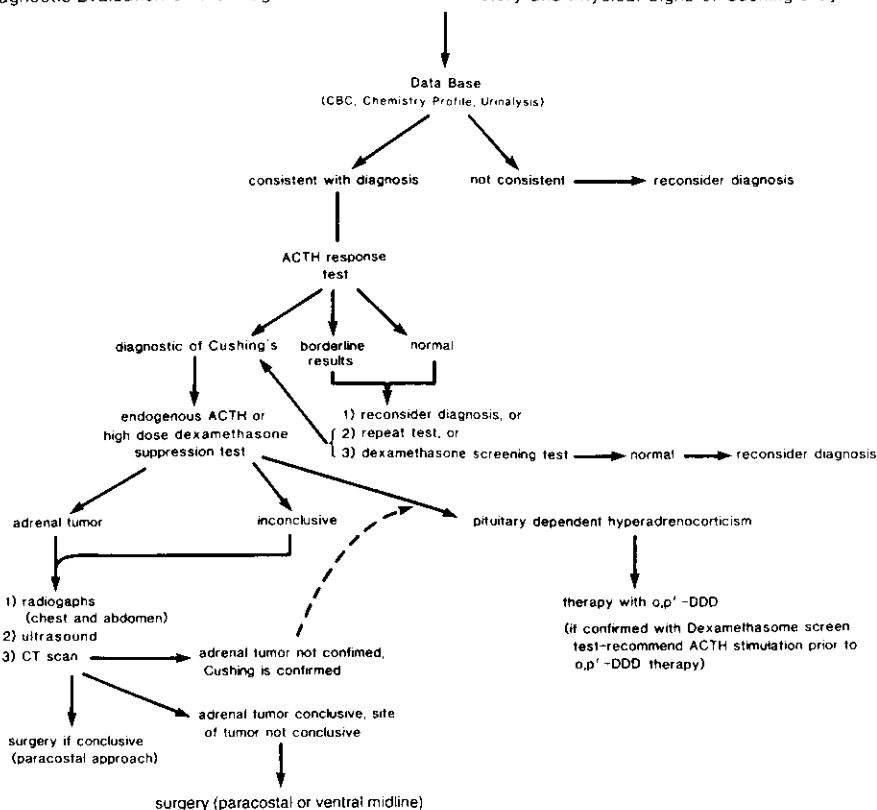 Data Base
(CBC, Chemistry Profile, Urinalysis)
consistent with diagnosis
not consistent
reconsider diagnosis
ACTH response
test
diagnostic of Cushing's
borderline
results
normal
endogenous ACTH or
high dose dexamethasone
suppression test
1) reconsider diagnosis, or
2) repeat test, or
3) dexamethasone screening test
normal
reconsider diagnosis
adrenal tumor
inconclusive
pituitary dependent hyperadrenocorticism
1) radiogaphs
(chest and abdomen)
2) ultrasound
3) CT scan
adrenal tumor not confimed,
Cushing is confirmed
therapy with o,p' -DDD
(if confirmed with Dexamethasome screen
test-recommend ACTH stimulation prior to
o,p' -DDD therapy)
surgery if conclusive
(paracostal approach)
adrenal tumor conclusive, site
of tumor not conclusive
surgery (paracostal or ventral midline)